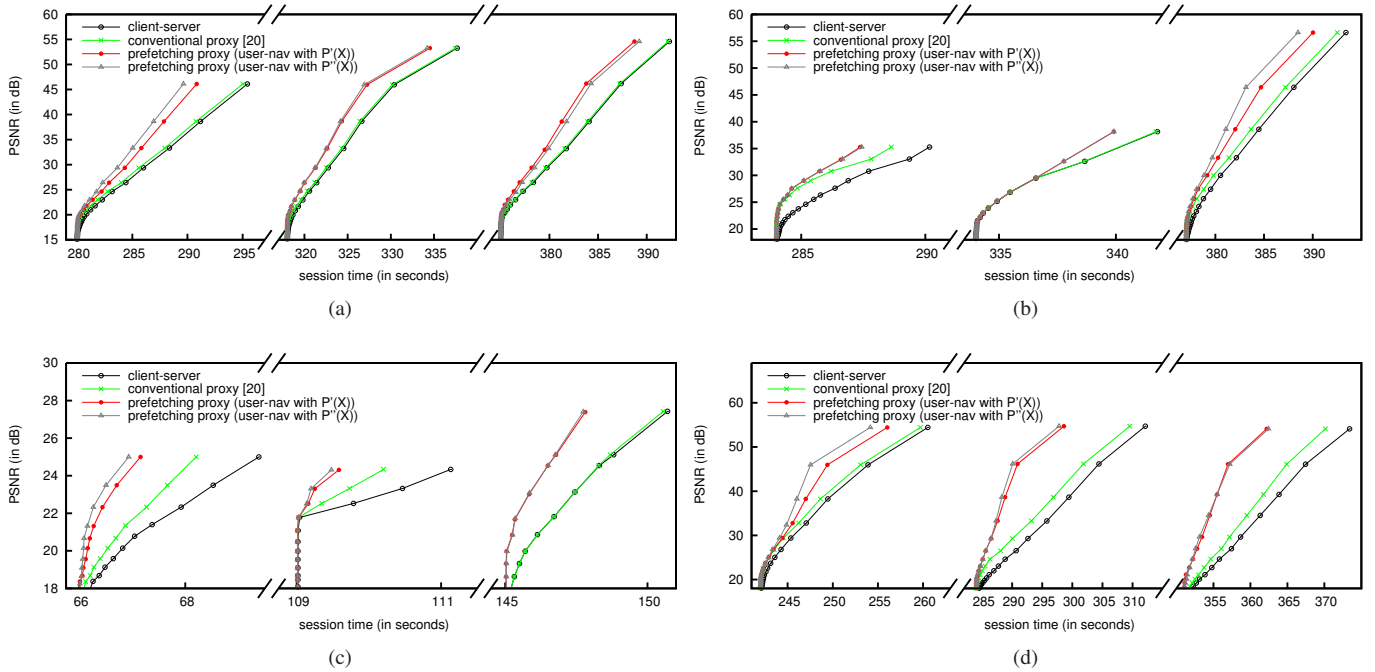 60
55
50
45
40
35
30
25
20
15
PSNR (in dB)
client-server
conventional proxy [20]
prefetching proxy (user-nav with P'(X))
prefetching proxy (user-nav with P''(X))
280 285 290 295 320 325 330 335 380 385 390
session time (in seconds)
(a)
60
55
50
45
40
35
30
25
20
PSNR (in dB)
client-server
conventional proxy [20]
prefetching proxy (user-nav with P'(X))
prefetching proxy (user-nav with P''(X))
285 290 335 340 380 385 390
session time (in seconds)
(b)
30
28
26
24
22
20
18
PSNR (in dB)
client-server
conventional proxy [20]
prefetching proxy (user-nav with P'(X))
prefetching proxy (user-nav with P''(X))
66 68 109 111 145 150
session time (in seconds)
(c)
60
50
40
30
20
PSNR (in dB)
client-server
conventional proxy [20]
prefetching proxy (user-nav with P'(X))
prefetching proxy (user-nav with P''(X))
245 250 255 260 285 290 295 300 305 310 355 360 365 370
session time (in seconds)
(d)